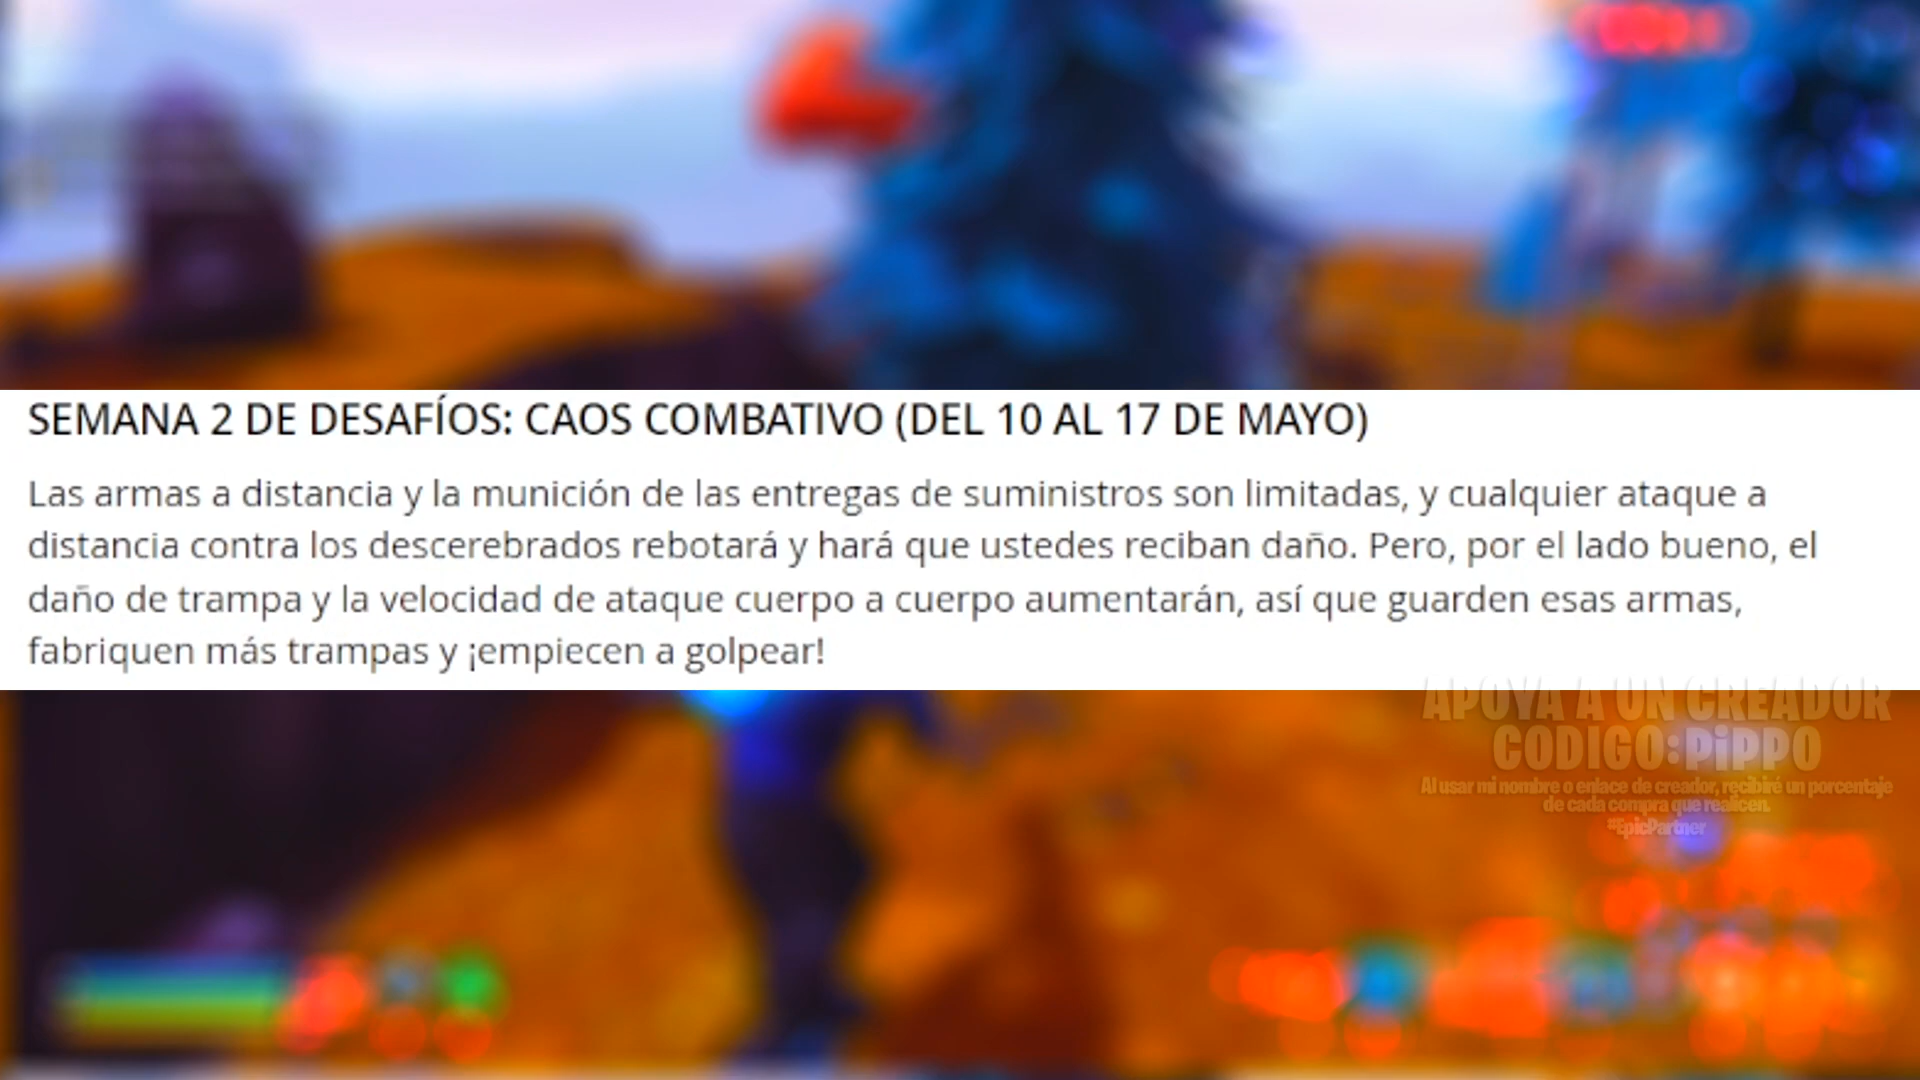 SEMANA 2 DE DESAFÍOS: CAOS COMBATIVO (DEL 10 AL 17 DE MAYO)
Las armas a distancia y la munición de las entregas de suministros son limitadas, y cualquier ataque a
distancia contra los descerebrados rebotará y hará que ustedes reciban daño. Pero, por el lado bueno, el
daño de trampa y la velocidad de ataque cuerpo a cuerpo aumentarán, así que guarden esas armas,
fabriquen más trampas y ¡empiecen a golpear!
APOYA A UN CREADOR
CODIGO:PiPPO
Al usar mi nombre o enlace de creador, recibiré un porcentaje
de cada compra que realicen.
#EpicPartner